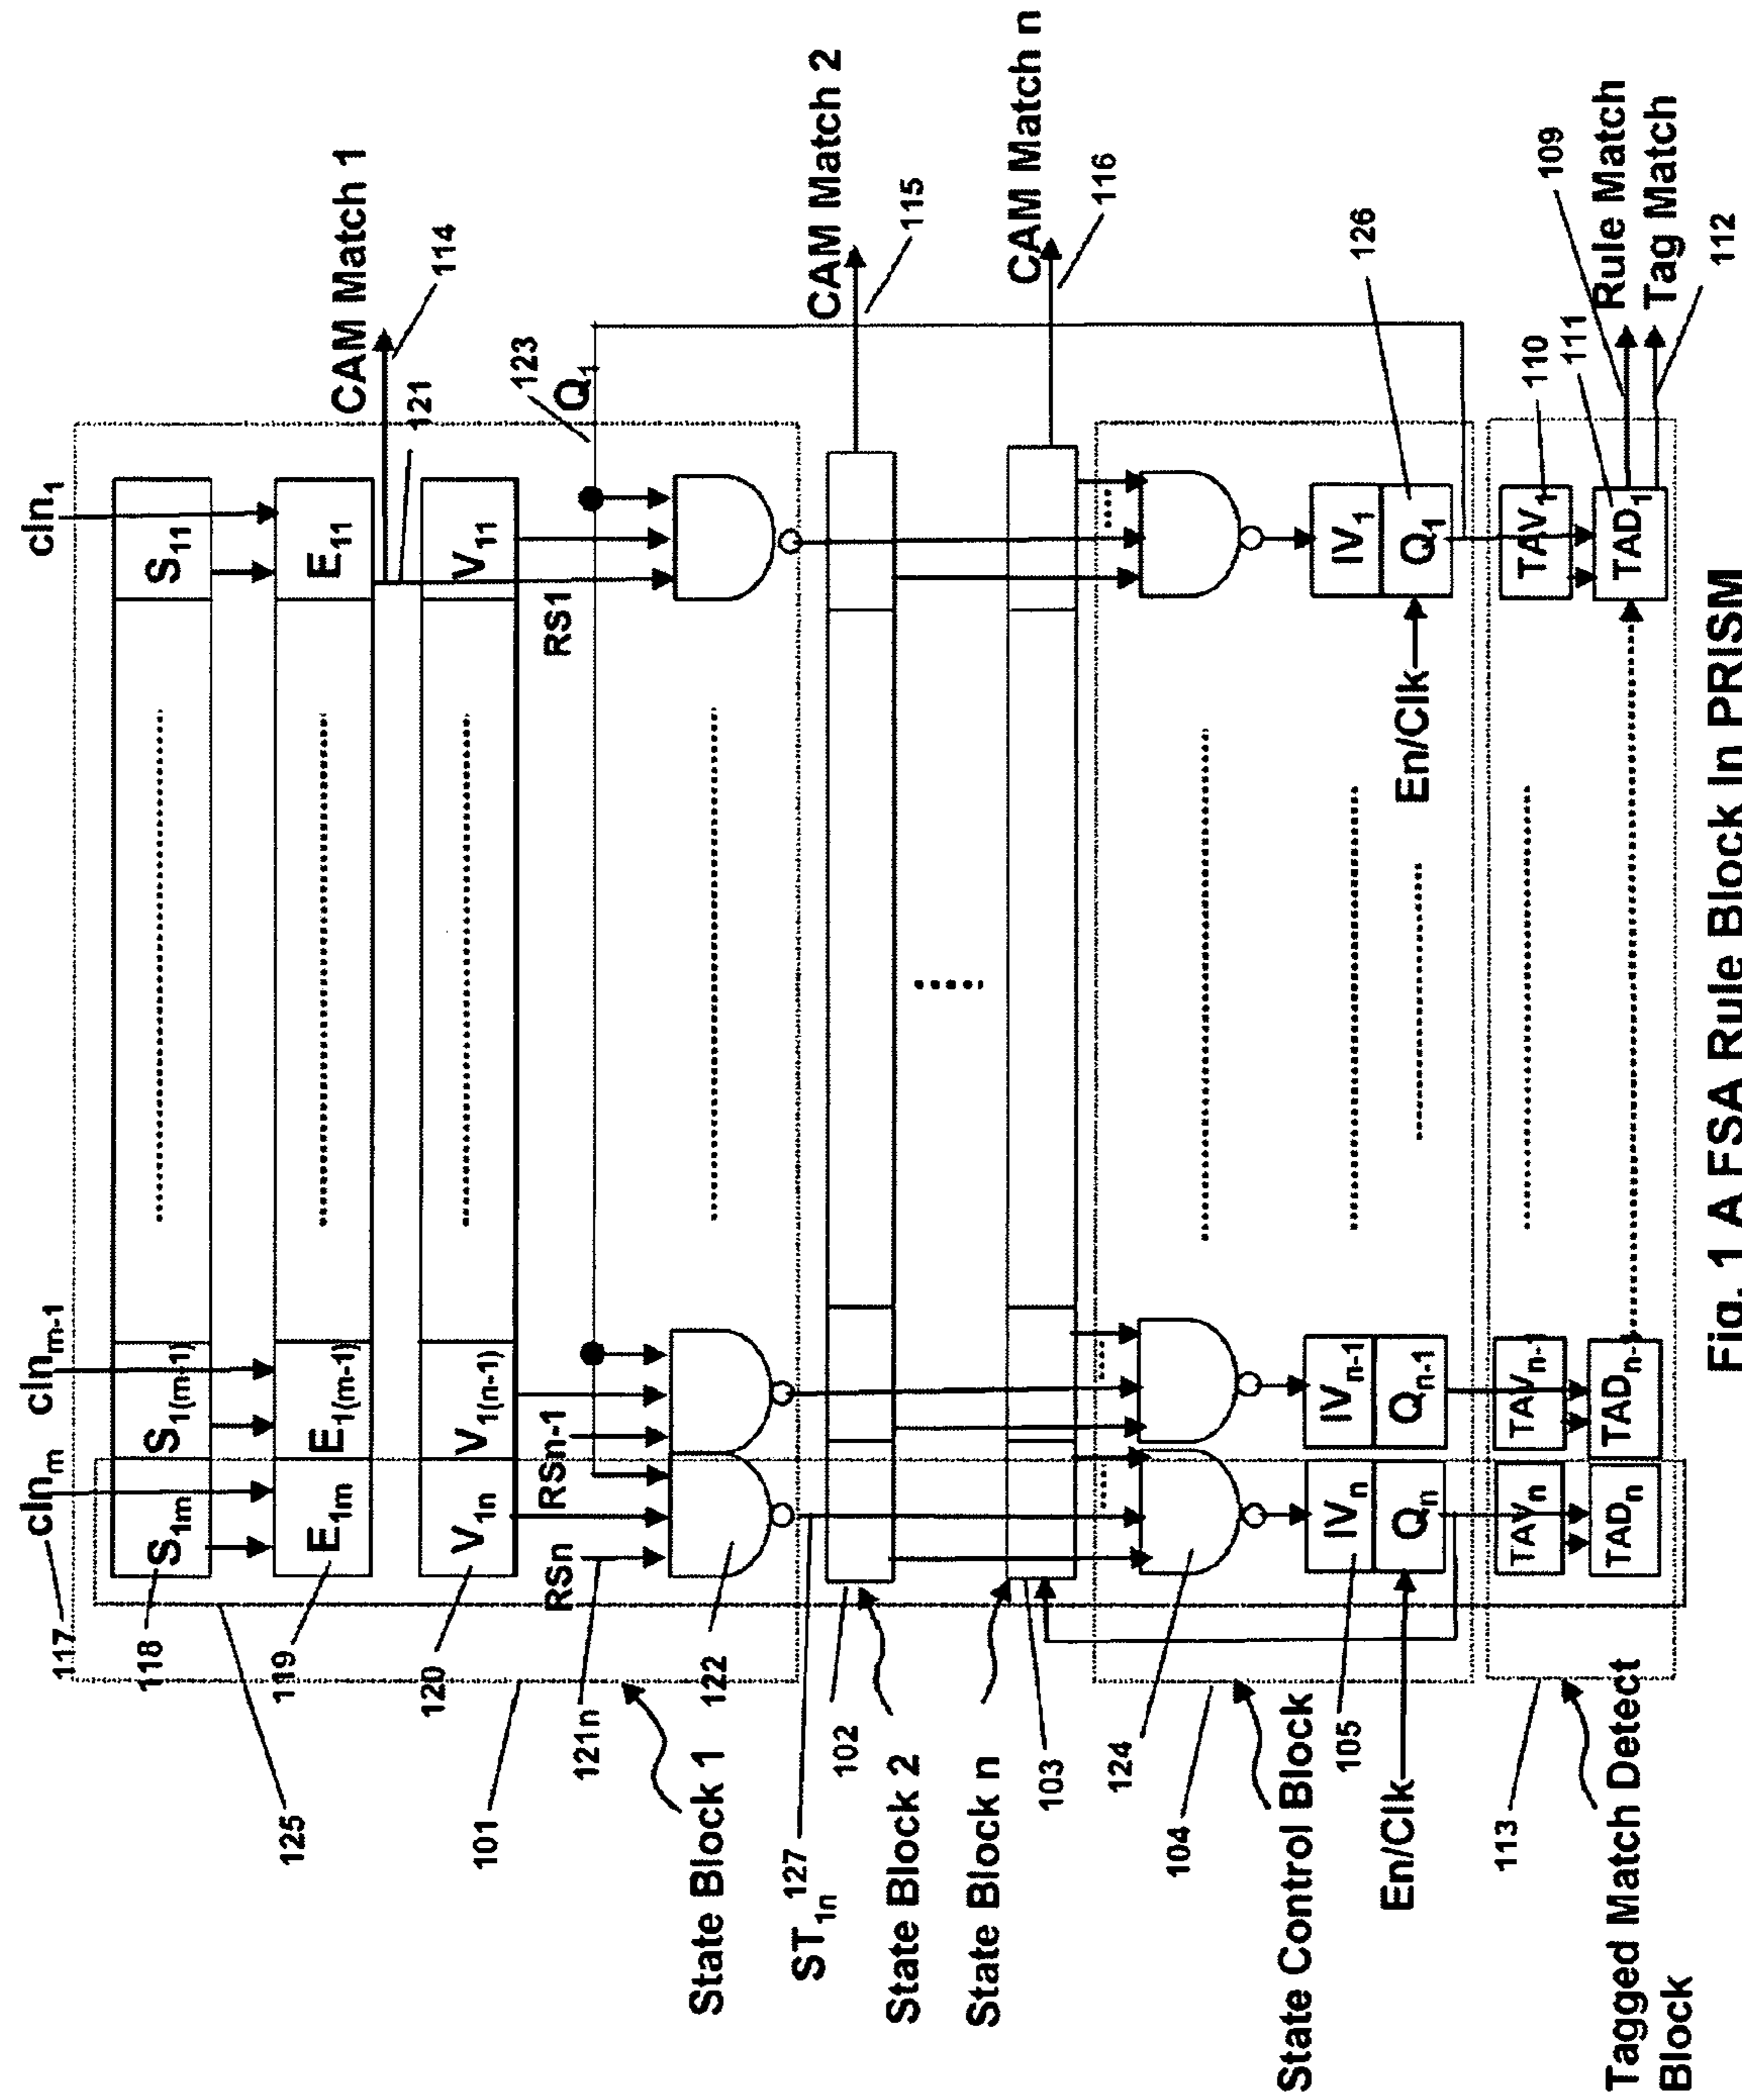 cIn1
cInm-1
cInm
117
S11
S1(m-1)
S1m
118
E11
E1(m-1)
E1m
119
CAM Match 1
114
121
V11
V1(n-1)
V1n
120
125
101
123
Q1
RS1
RSn-1
RSn
121n
122
State Block 1
ST1n
127
CAM Match 2
115
102
State Block 2
CAM Match n
116
103
State Block n
124
104
State Control Block
IV1
IVn-1
IVn
105
126
Q1
Qn-1
Qn
En/Clk
En/Clk
TAV1
TAVn-1
TAVn
110
111
TAD1
TADn-1
TADn
109
Rule Match
Tag Match
112
113
Tagged Match Detect
Block
Fig. 1 A FSA Rule Block in PRISM